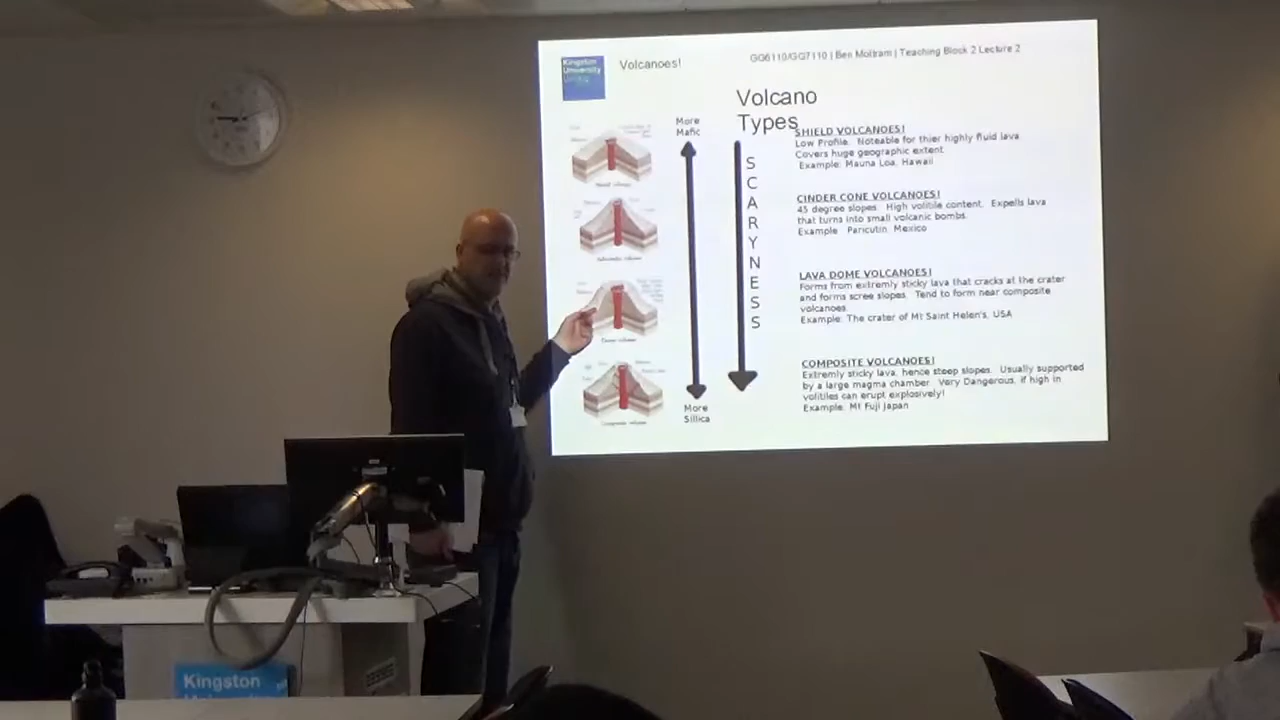 Kingston
University
London
Volcanoes!
GG6110/GG7110 | Ben Mottram | Teaching Block 2 Lecture 2
Volcano
Types
More
Mafic
S
C
A
R
Y
N
E
S
S
More
Sillica
SHIELD VOLCANOES!
Low Profile. Noteable for thier highly fluid lava
Covers huge geographic extent
Example: Mauna Loa, Hawaii
CINDER CONE VOLCANOES!
45 degree slopes. High volitile content. Expells lava
that turns into small volcanic bombs.
Example Paricutin, Mexico
LAVA DOME VOLCANOES!
Forms from extremely sticky lava that cracks at the crater
and forms scree slopes. Tend to form near composite
volcanoes.
Example: The crater of Mt Saint Helen's, USA
COMPOSITE VOLCANOES!
Extremly sticky lava, hence steep slopes. Usually supported
by a large magma chamber. Very Dangerous, if high in
volitiles can erupt explosively!
Example: Mt Fuji Japan
Kingston